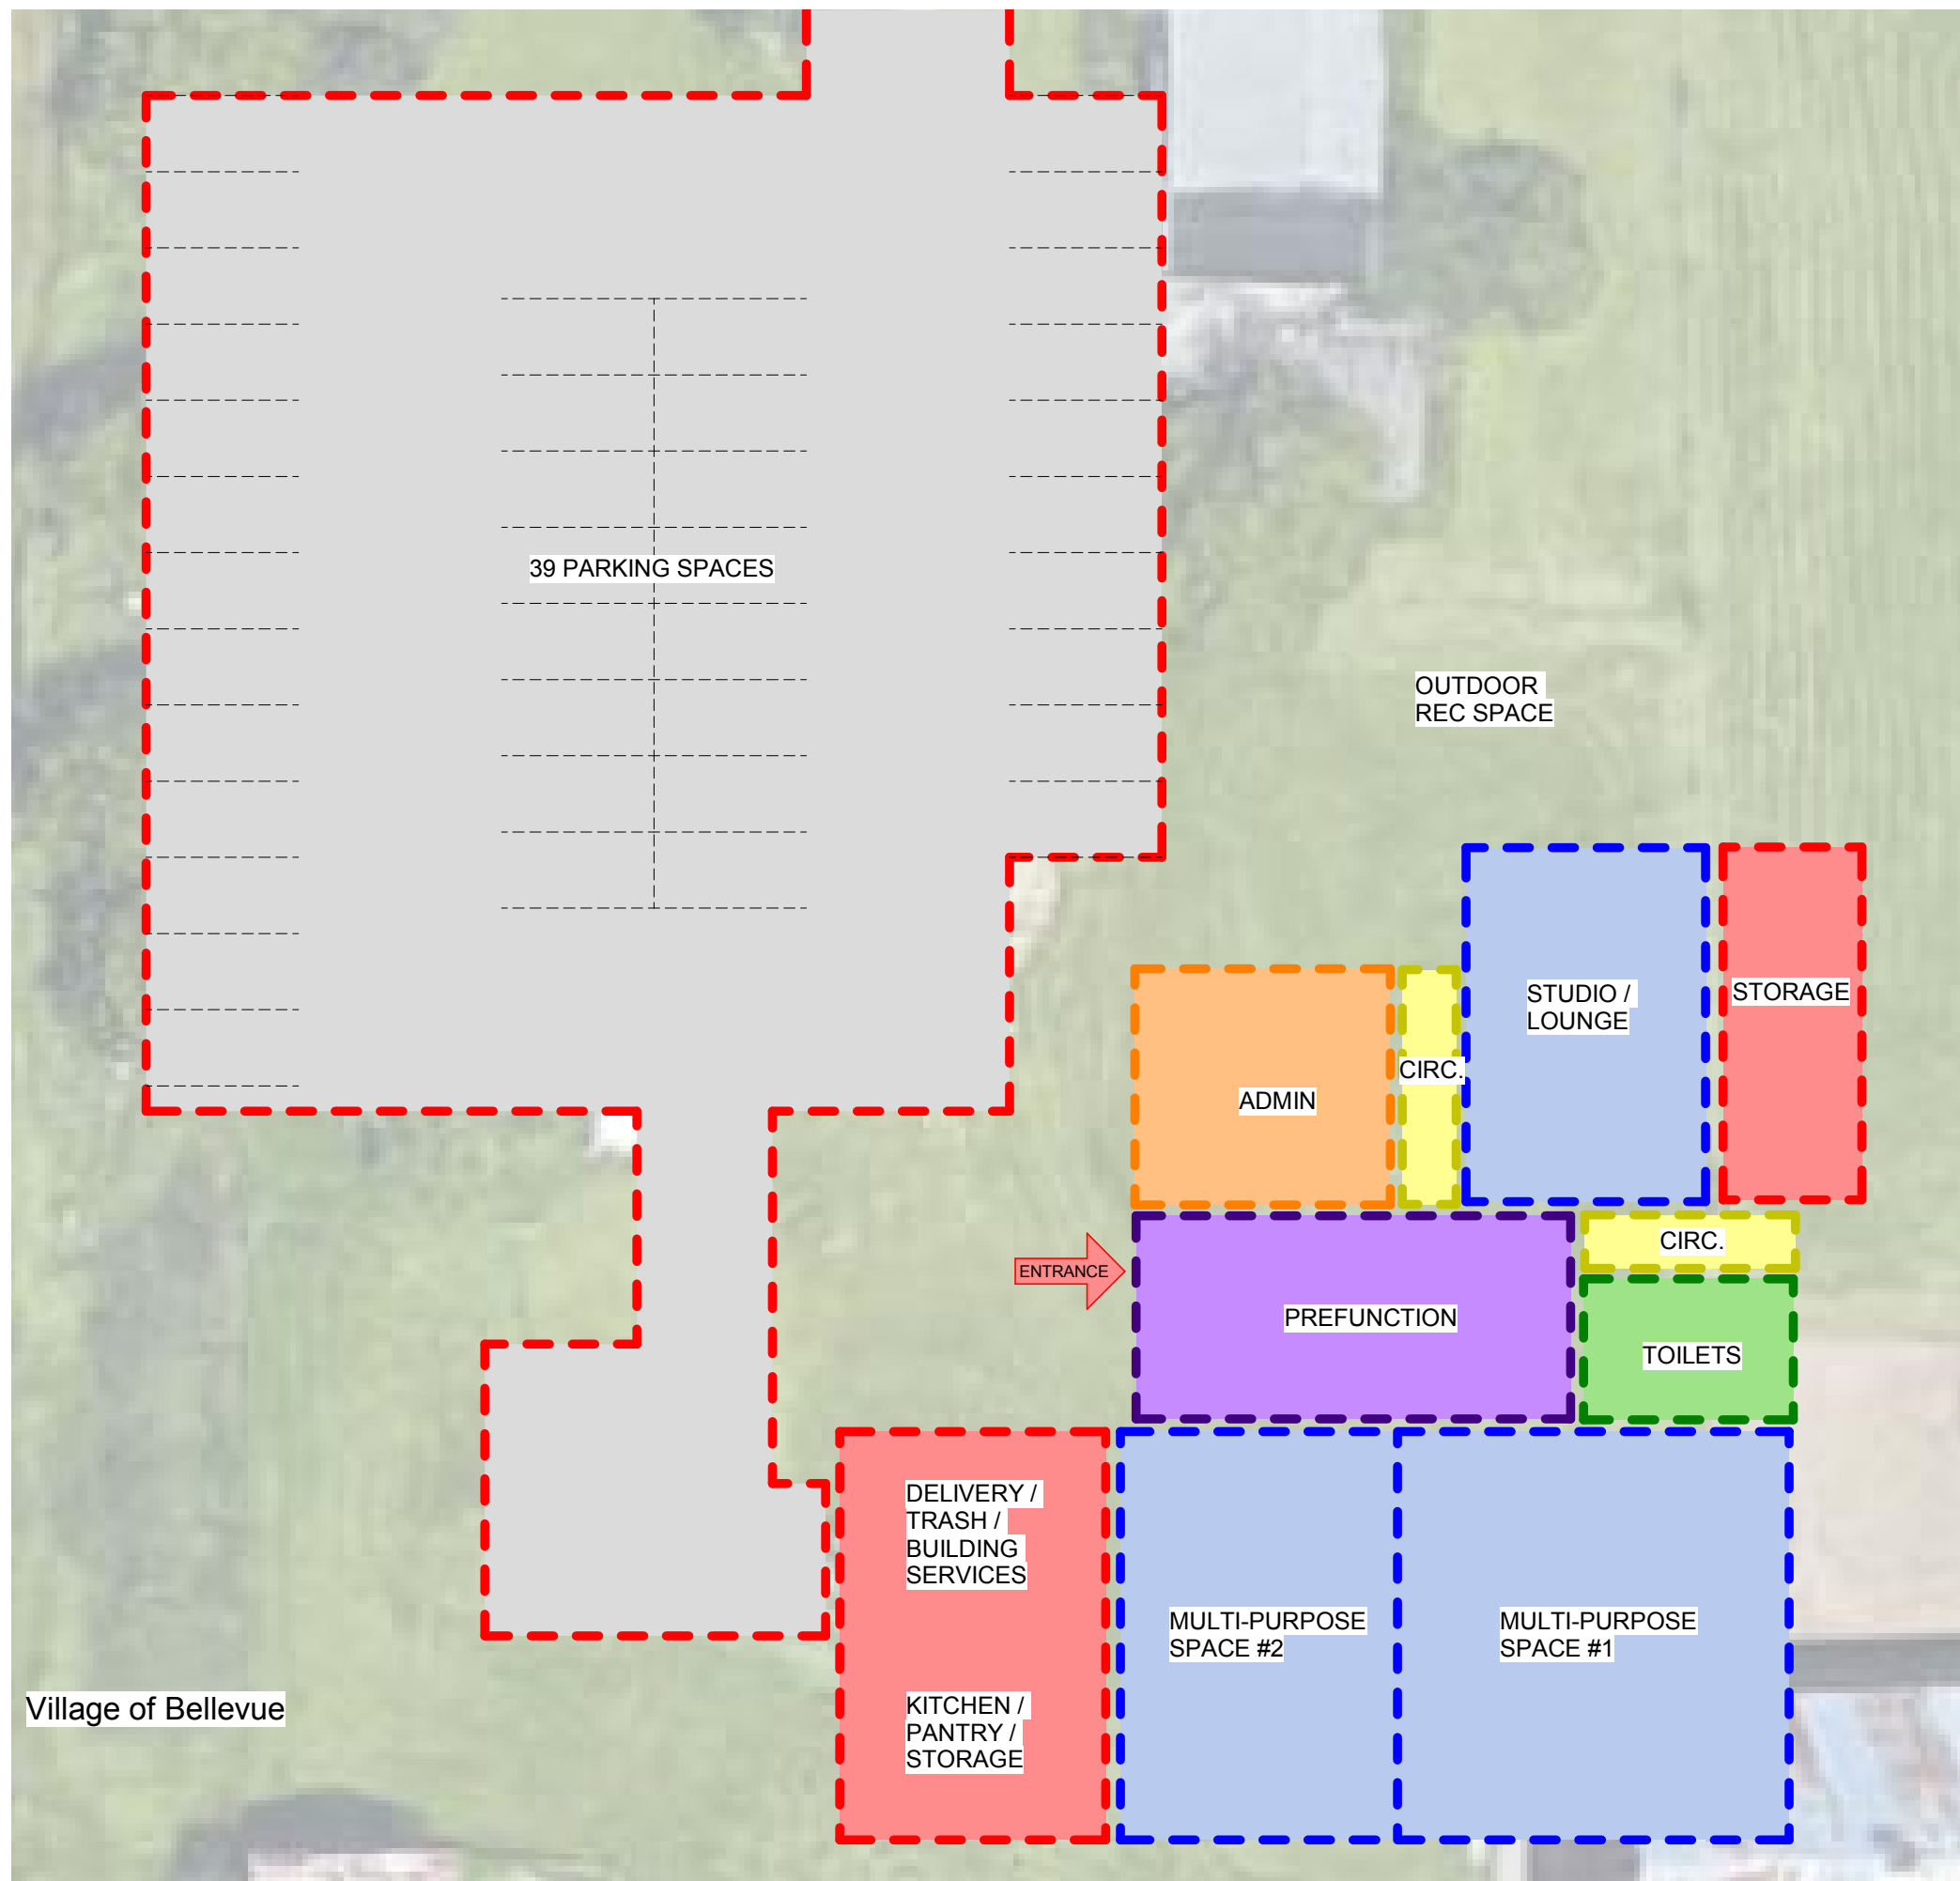 39 PARKING SPACES
OUTDOOR
REC SPACE
STUDIO /
LOUNGE
STORAGE
CIRC.
ADMIN
CIRC.
ENTRANCE
PREFUNCTION
TOILETS
DELIVERY /
TRASH /
BUILDING
SERVICES
MULTI-PURPOSE
SPACE #2
MULTI-PURPOSE
SPACE #1
KITCHEN /
PANTRY /
STORAGE
Village of Bellevue